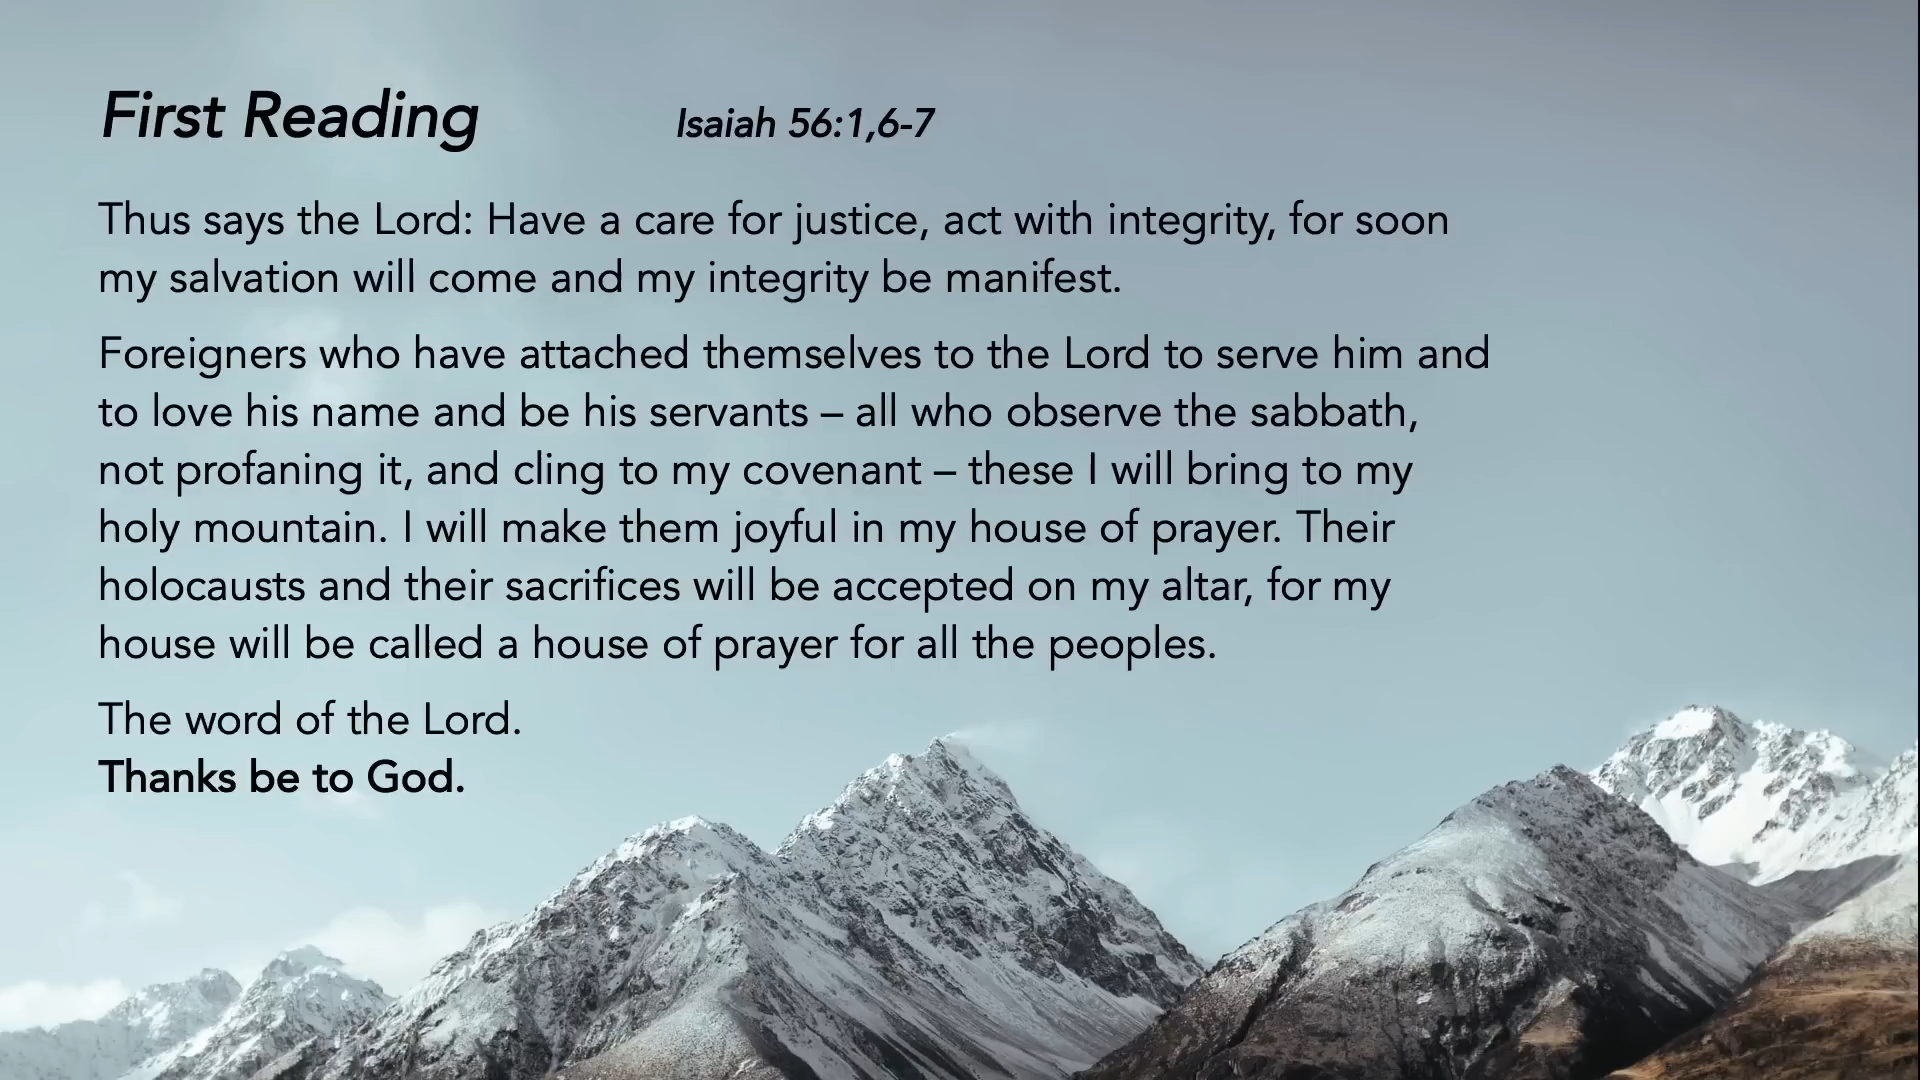 First Reading Isaiah 56:1,6-7
Thus says the Lord: Have a care for justice, act with integrity, for soon
my salvation will come and my integrity be manifest.
Foreigners who have attached themselves to the Lord to serve him and
to love his name and be his servants – all who observe the sabbath,
not profaning it, and cling to my covenant – these I will bring to my
holy mountain. I will make them joyful in my house of prayer. Their
holocausts and their sacrifices will be accepted on my altar, for my
house will be called a house of prayer for all the peoples.
The word of the Lord.
Thanks be to God.